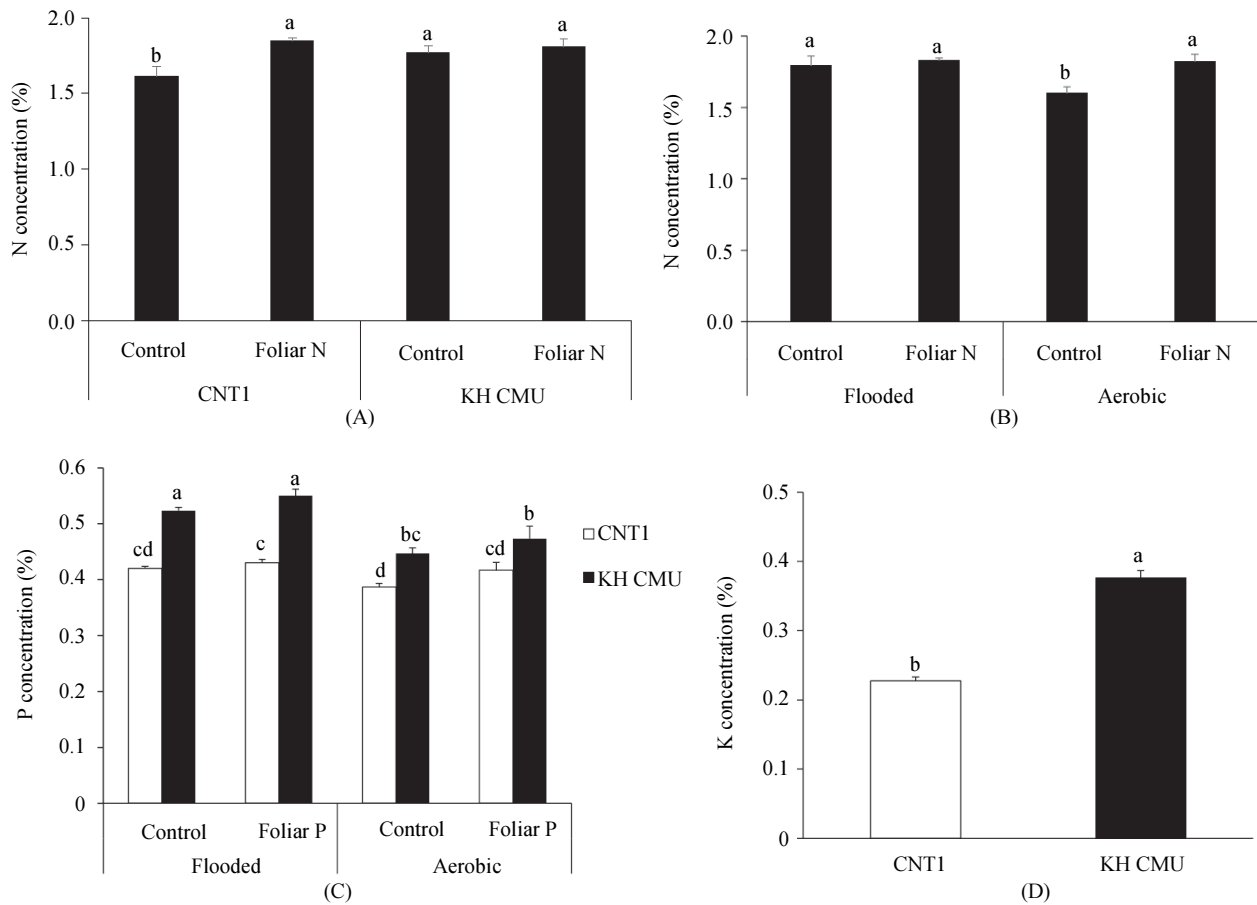 2.0
1.5
1.0
0.5
0.0
N concentration (%)
b
a
a
a
Control
Foliar N
Control
Foliar N
CNT1
KH CMU
(A)
2.0
1.5
1.0
0.5
0.0
N concentration (%)
a
a
b
a
Control
Foliar N
Control
Foliar N
Flooded
Aerobic
(B)
0.6
0.5
0.4
0.3
0.2
0.1
0
P concentration (%)
cd
a
c
a
d
bc
cd
b
CNT1
KH CMU
Control
Foliar P
Control
Foliar P
Flooded
Aerobic
(C)
0.5
0.4
0.3
0.2
0.1
0
K concentration (%)
b
a
CNT1
KH CMU
(D)